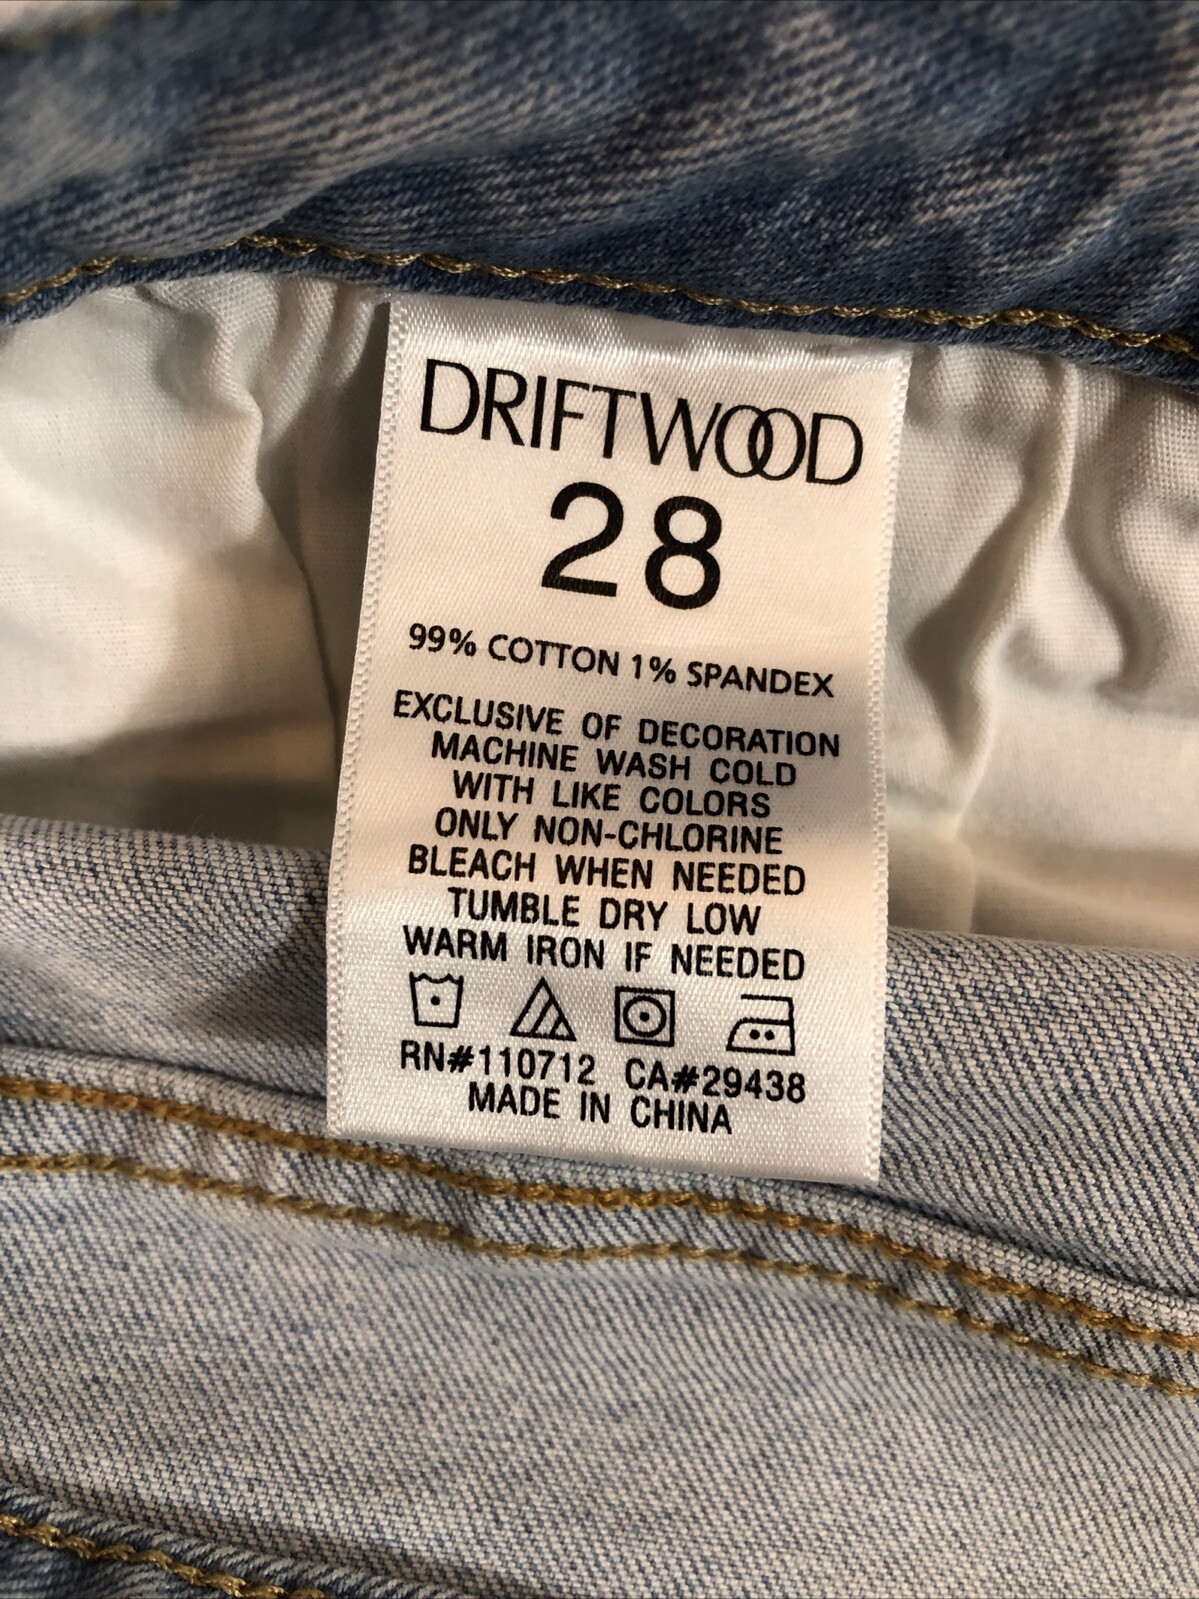 DRIFTWOOD
28
99% COTTON 1% SPANDEX
EXCLUSIVE OF DECORATION
MACHINE WASH COLD
WITH LIKE COLORS
ONLY NON-CHLORINE
BLEACH WHEN NEEDED
TUMBLE DRY LOW
WARM IRON IF NEEDED
RN#110712 CA#29438
MADE IN CHINA